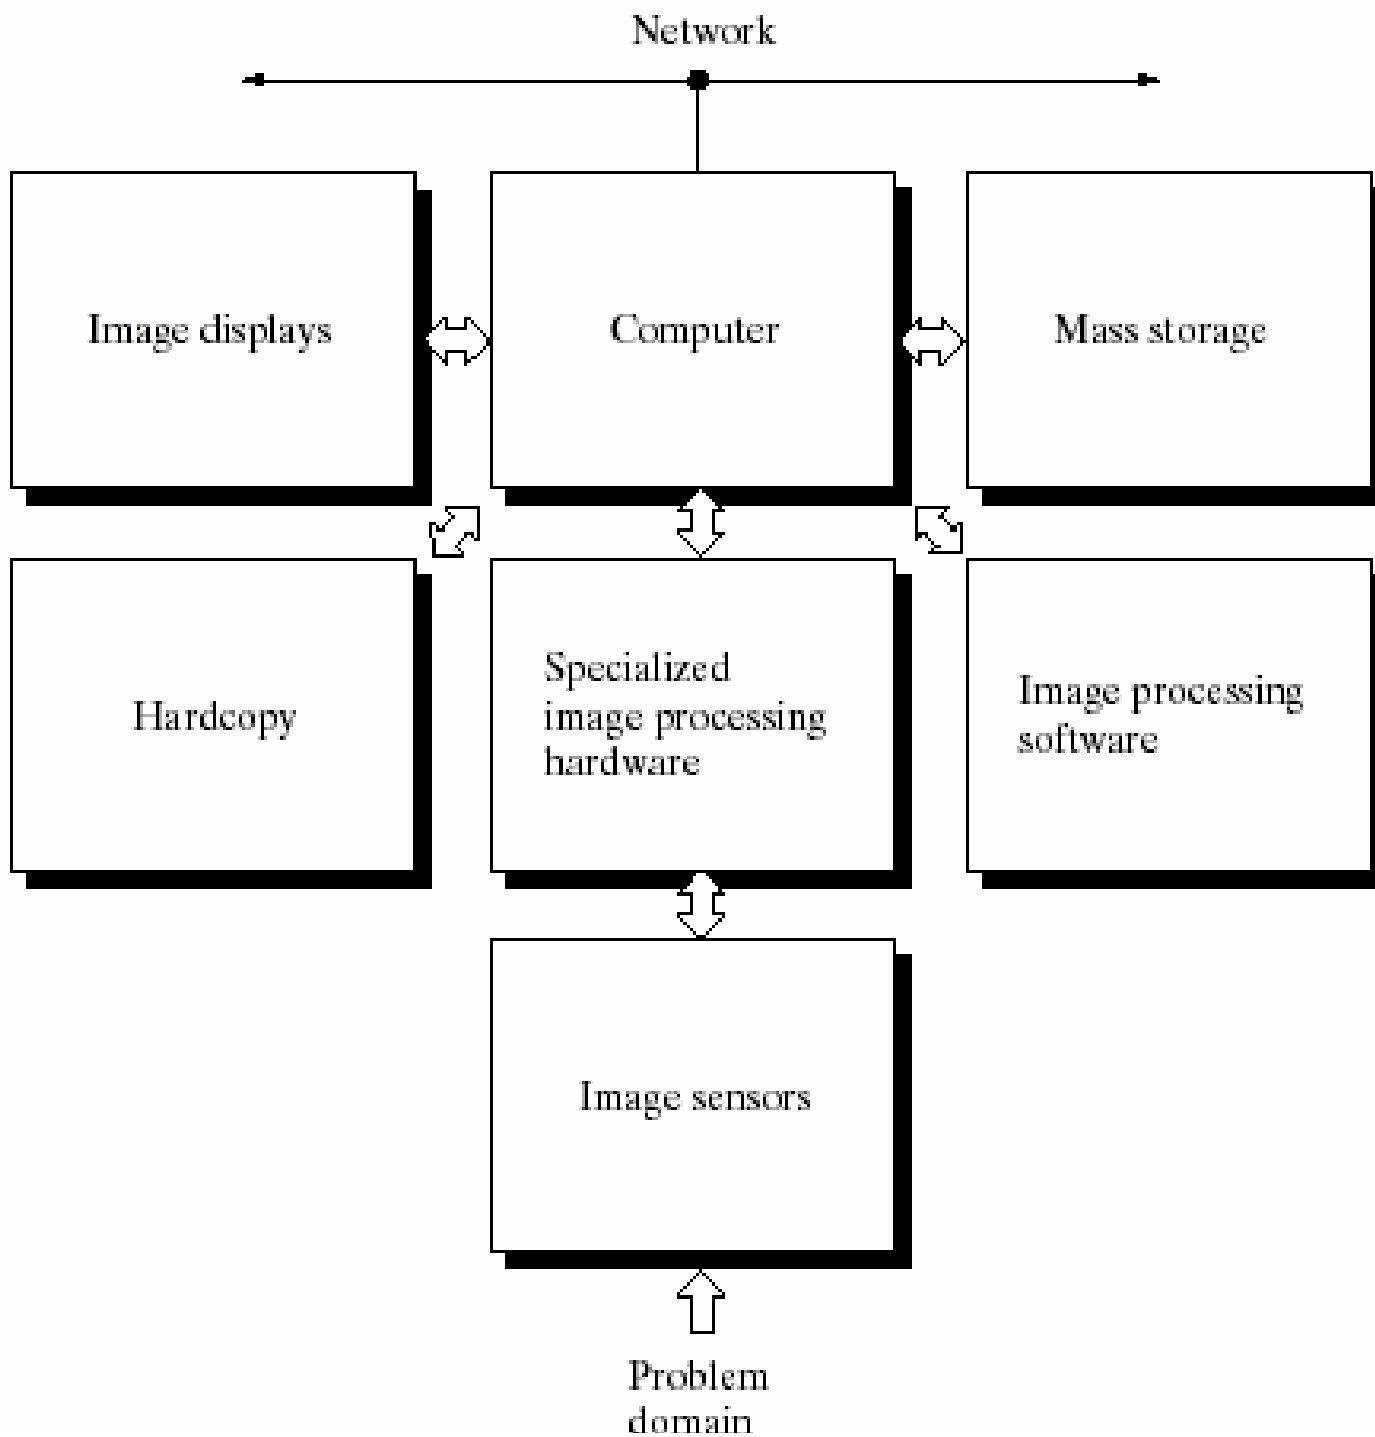 Network
Image displays
Computer
Mass storage
Hardcopy
Specialized
image processing
hardware
Image processing
software
Image sensors
Problem
domain